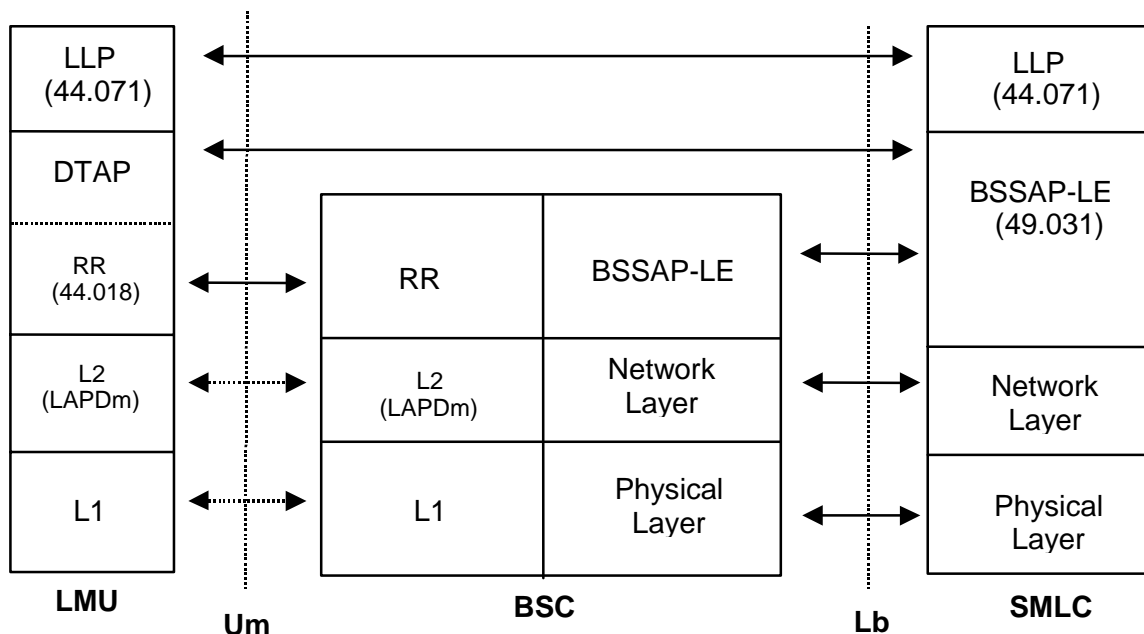 LLP
(44.071)
DTAP
RR
(44.018)
L2
(LAPDm)
L1
LMU
Um
RR
BSSAP-LE
L2
(LAPDm)
Network
Layer
L1
Physical
Layer
BSC
Lb
LLP
(44.071)
BSSAP-LE
(49.031)
Network
Layer
Physical
Layer
SMLC